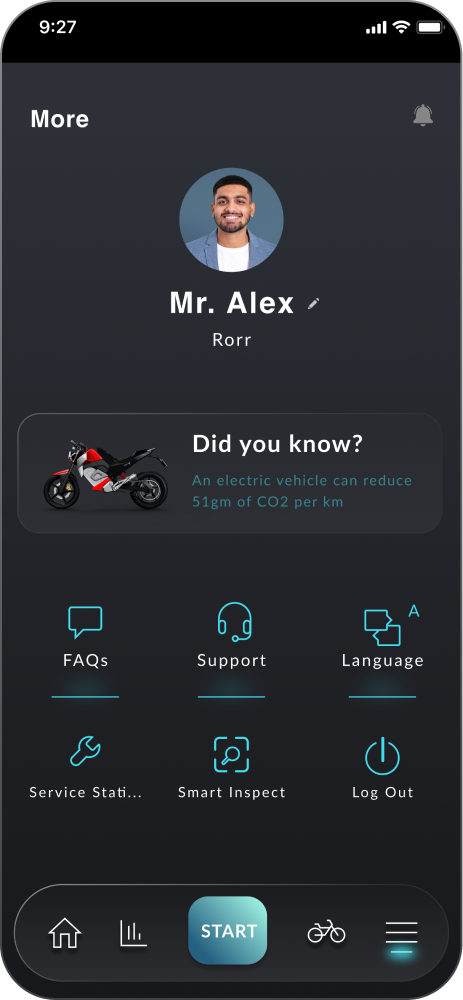 9:27
More
Mr. Alex
Rorr
Did you know?
An electric vehicle can reduce
51gm of CO2 per km
A
FAQs Support Language
Service Stati... Smart Inspect Log Out
START